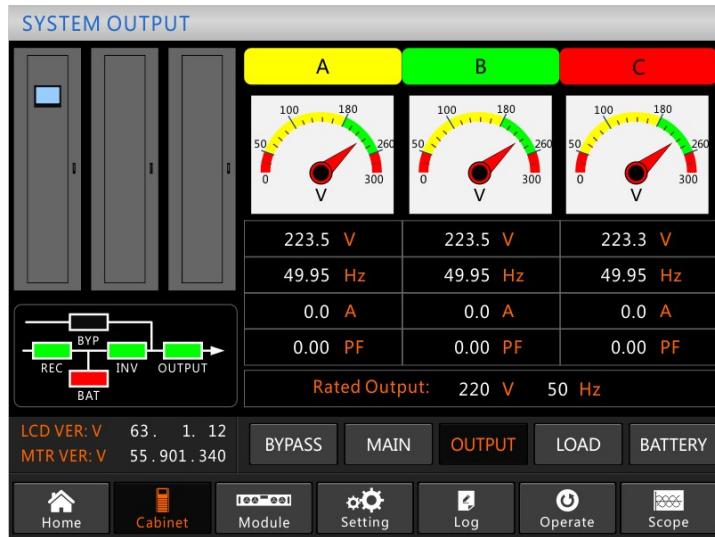 SYSTEM OUTPUT
A B C
0 50 100 180 260 300 V
0 50 100 180 260 300 V
0 50 100 180 260 300 V
223.5 V 223.5 V 223.3 V
49.95 Hz 49.95 Hz 49.95 Hz
0.0 A 0.0 A 0.0 A
0.00 PF 0.00 PF 0.00 PF
Rated Output: 220 V 50 Hz
BYP
REC INV OUTPUT
BAT
LCD VER: V 63. 1. 12
MTR VER: V 55.901.340
BYPASS MAIN OUTPUT LOAD BATTERY
Home Cabinet Module Setting Log Operate Scope